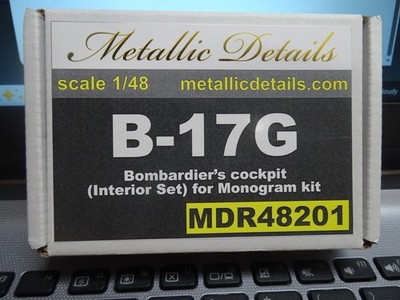 Metallic Details
scale 1/48 metallicdetails.com
B-17G
Bombardier's cockpit
(Interior Set) for Monogram kit
MDR48201